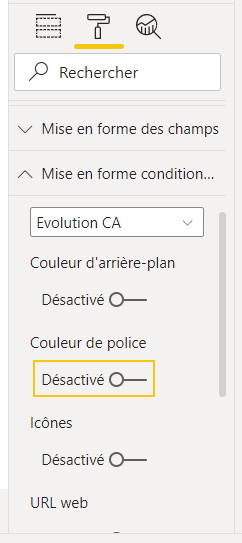 Rechercher
Mise en forme des champs
Mise en forme condition...
Evolution CA
Couleur d'arrière-plan
Désactivé
Couleur de police
Désactivé
Icônes
Désactivé
URL web